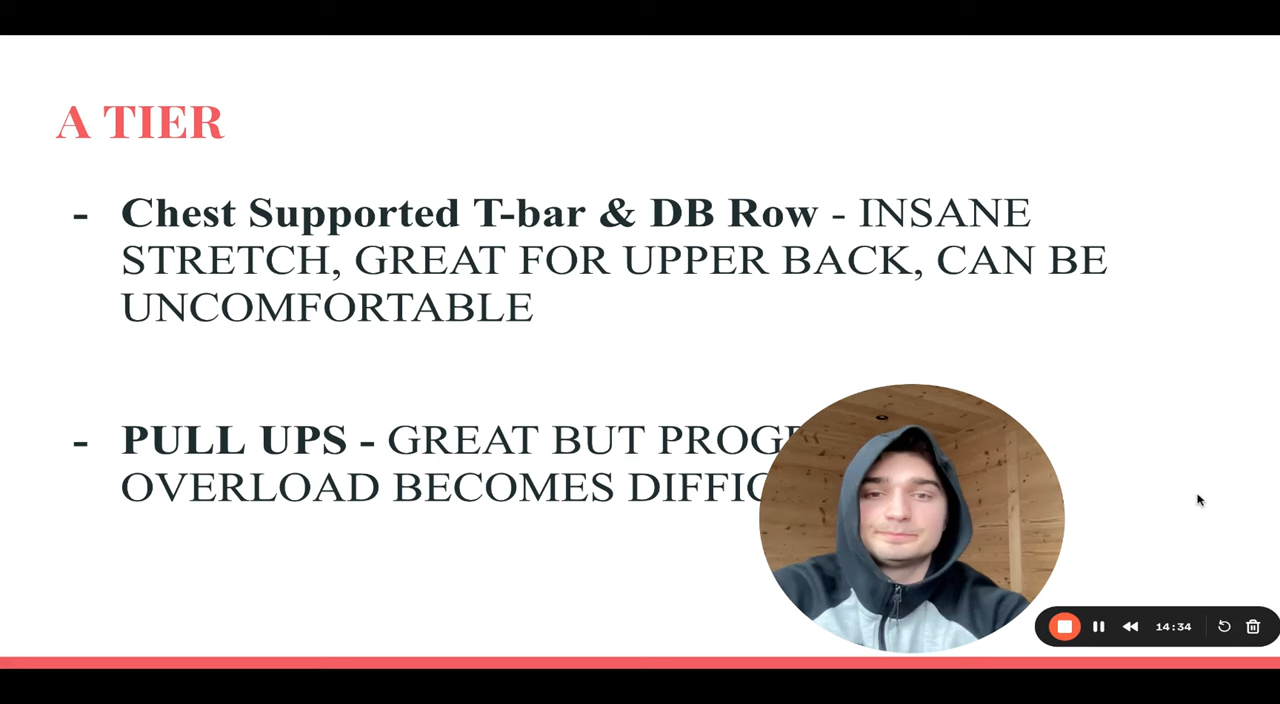 A TIER
- Chest Supported T-bar & DB Row - INSANE
STRETCH, GREAT FOR UPPER BACK, CAN BE
UNCOMFORTABLE
- PULL UPS - GREAT BUT
OVERLOAD BECOMES
14:34